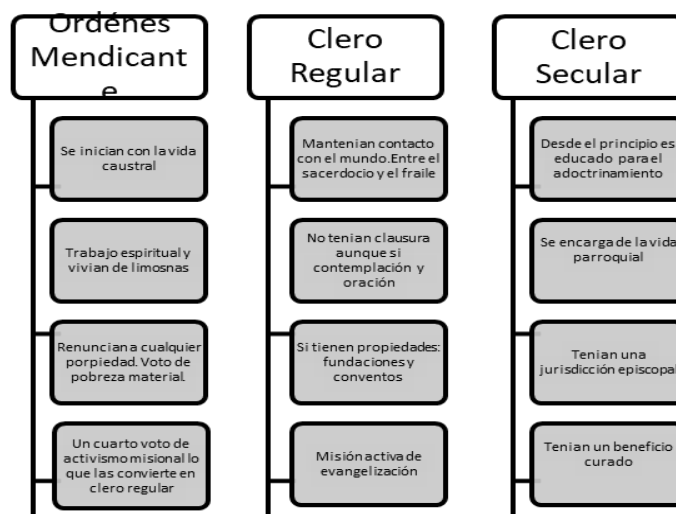 Ordénes
Mendicant
e
Se inician con la vida
caustral
Trabajo espiritual y
vivian de limosnas
Renuncian a cualquier
porpiedad. Voto de
pobreza material.
Un cuarto voto de
activismo misional lo
que las convierte en
clero regular
Clero
Regular
Mantenian contacto
con el mundo.Entre el
sacerdocio y el fraile
No tenian clausura
aunque si
contemplación y
oración
Si tienen propiedades:
fundaciones y
conventos
Misión activa de
evangelización
Clero
Secular
Desde el principio es
educado para el
adoctrinamiento
Se encarga de la vida
parroquial
Tenian una
jurisdicción episcopal
Tenian un beneficio
curado